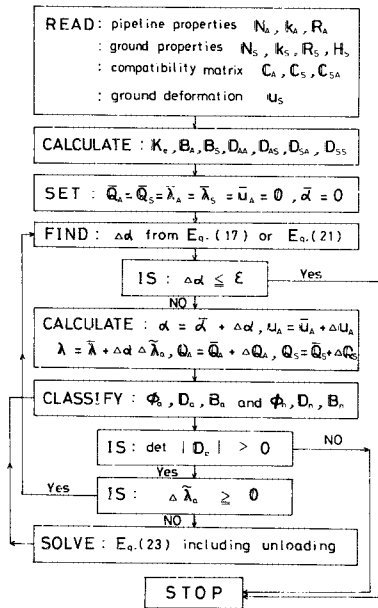 READ: pipeline properties ℕ_A, 𝕜_A, ℝ_A
: ground properties ℕ_S, 𝕜_S, ℝ_S, H_S
: compatibility matrix ℂ_A, ℂ_S, ℂ_SA
: ground deformation 𝕦_S
CALCULATE : 𝕂_e, 𝔹_A, 𝔹_S, 𝔻_AA, 𝔻_AS, 𝔻_SA, 𝔻_SS
SET : Q̄_A = Q̄_S = λ̄_A = λ̄_S = ū_A = 0 , ᾱ = 0
FIND: Δα from Eq.(17) or Eq.(21)
IS: Δα ≤ ε
Yes
NO
CALCULATE : α = ᾱ + Δα , u_A = ū_A + Δu_A
λ = λ̄ + Δα Δλ̃_a, Q_A = Q̄_A + ΔQ_A, Q_S = Q̄_S + ΔQ_S
CLASSIFY : Φ_a, D_a, B_a and Φ_n, D_n, B_n
IS: det |D_c| > 0
NO
Yes
Yes
IS: Δλ̃_a ≥ 0
NO
SOLVE : Eq.(23) including unloading
STOP